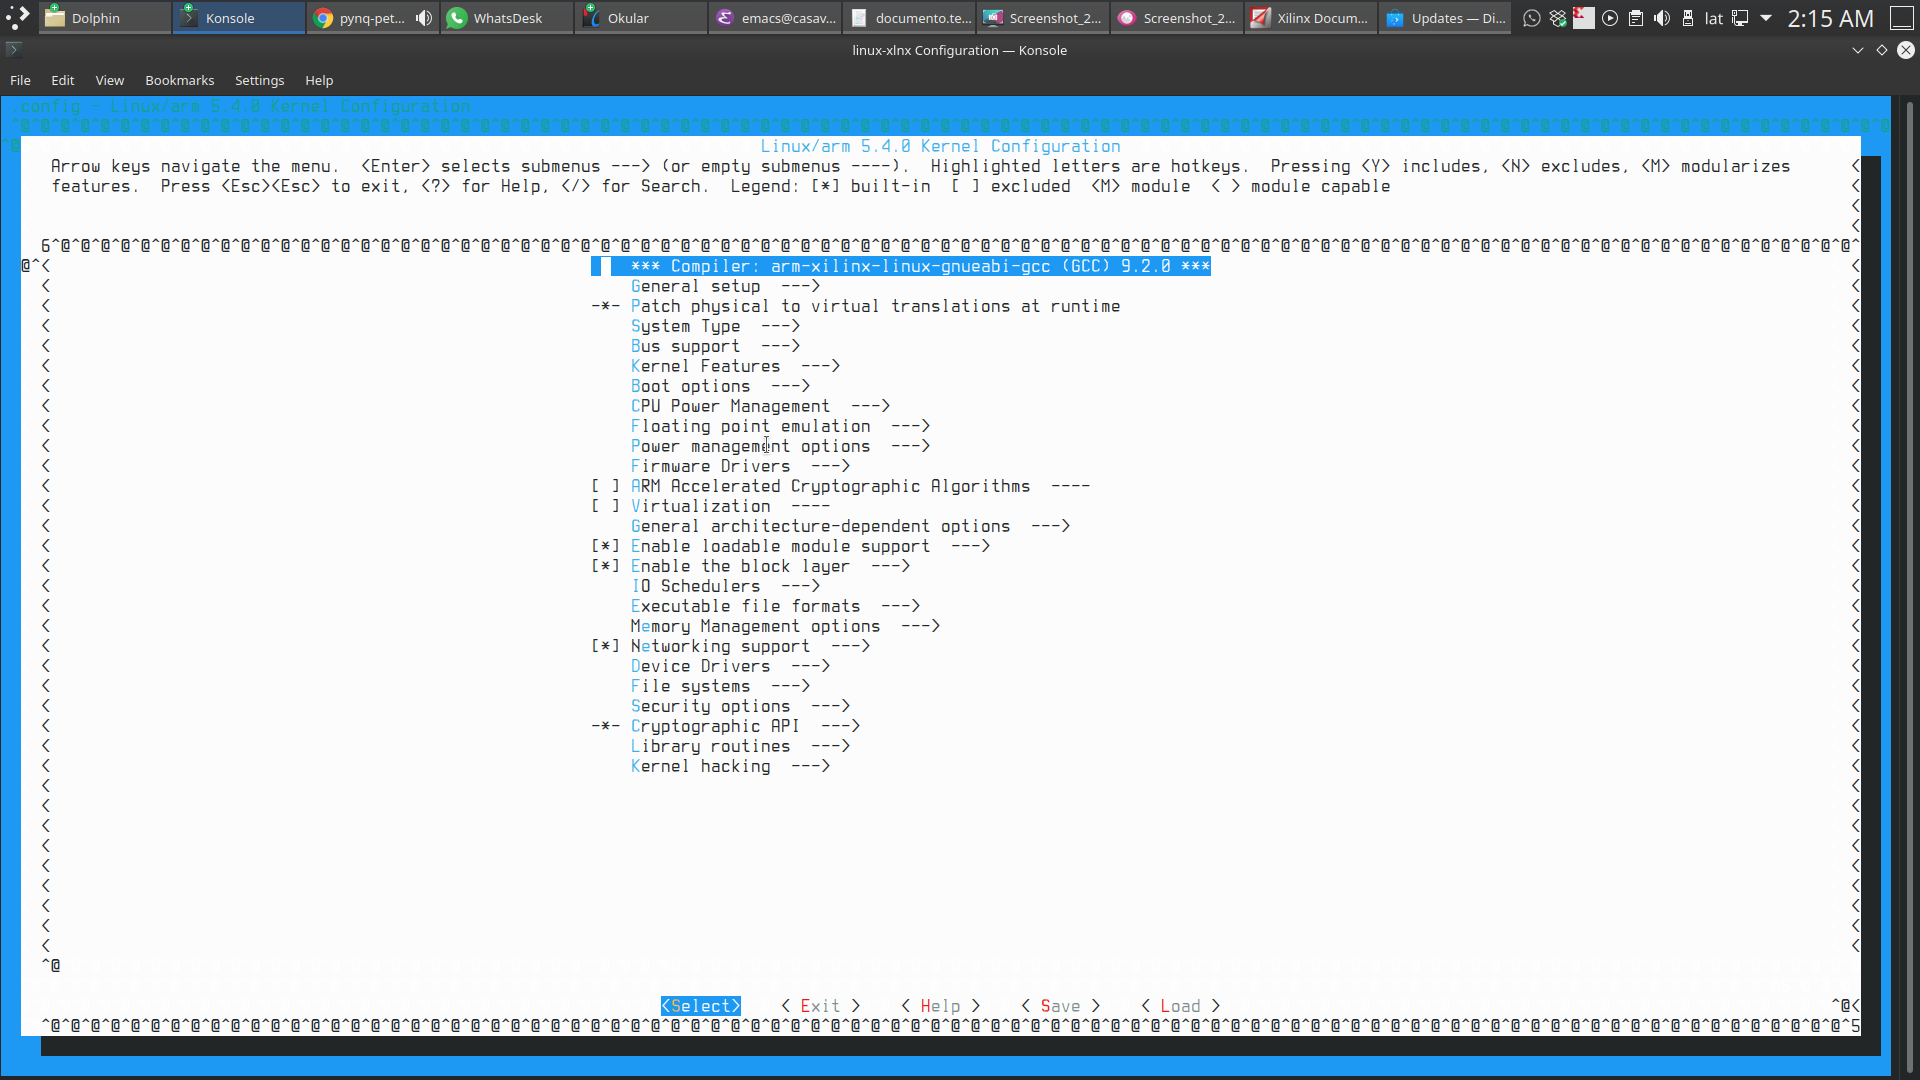 Dolphin
Konsole
pynq-pet...
WhatsDesk
Okular
emacs@casav...
documento.te...
Screenshot_2...
Screenshot_2...
Xilinx Docum...
Updates — Di...
lat
2:15 AM
linux-xlnx Configuration — Konsole
File Edit View Bookmarks Settings Help
.config - Linux/arm 5.4.0 Kernel Configuration
Linux/arm 5.4.0 Kernel Configuration
Arrow keys navigate the menu.  <Enter> selects submenus ---> (or empty submenus ----).  Highlighted letters are hotkeys.  Pressing <Y> includes, <N> excludes, <M> modularizes
features.  Press <Esc><Esc> to exit, <?> for Help, </> for Search.  Legend: [*] built-in  [ ] excluded  <M> module  < > module capable
*** Compiler: arm-xilinx-linux-gnueabi-gcc (GCC) 9.2.0 ***
General setup  --->
-*- Patch physical to virtual translations at runtime
System Type  --->
Bus support  --->
Kernel Features  --->
Boot options  --->
CPU Power Management  --->
Floating point emulation  --->
Power management options  --->
Firmware Drivers  --->
[ ] ARM Accelerated Cryptographic Algorithms  ----
[ ] Virtualization  ----
General architecture-dependent options  --->
[*] Enable loadable module support  --->
[*] Enable the block layer  --->
IO Schedulers  --->
Executable file formats  --->
Memory Management options  --->
[*] Networking support  --->
Device Drivers  --->
File systems  --->
Security options  --->
-*- Cryptographic API  --->
Library routines  --->
Kernel hacking  --->
<Select>    < Exit >    < Help >    < Save >    < Load >